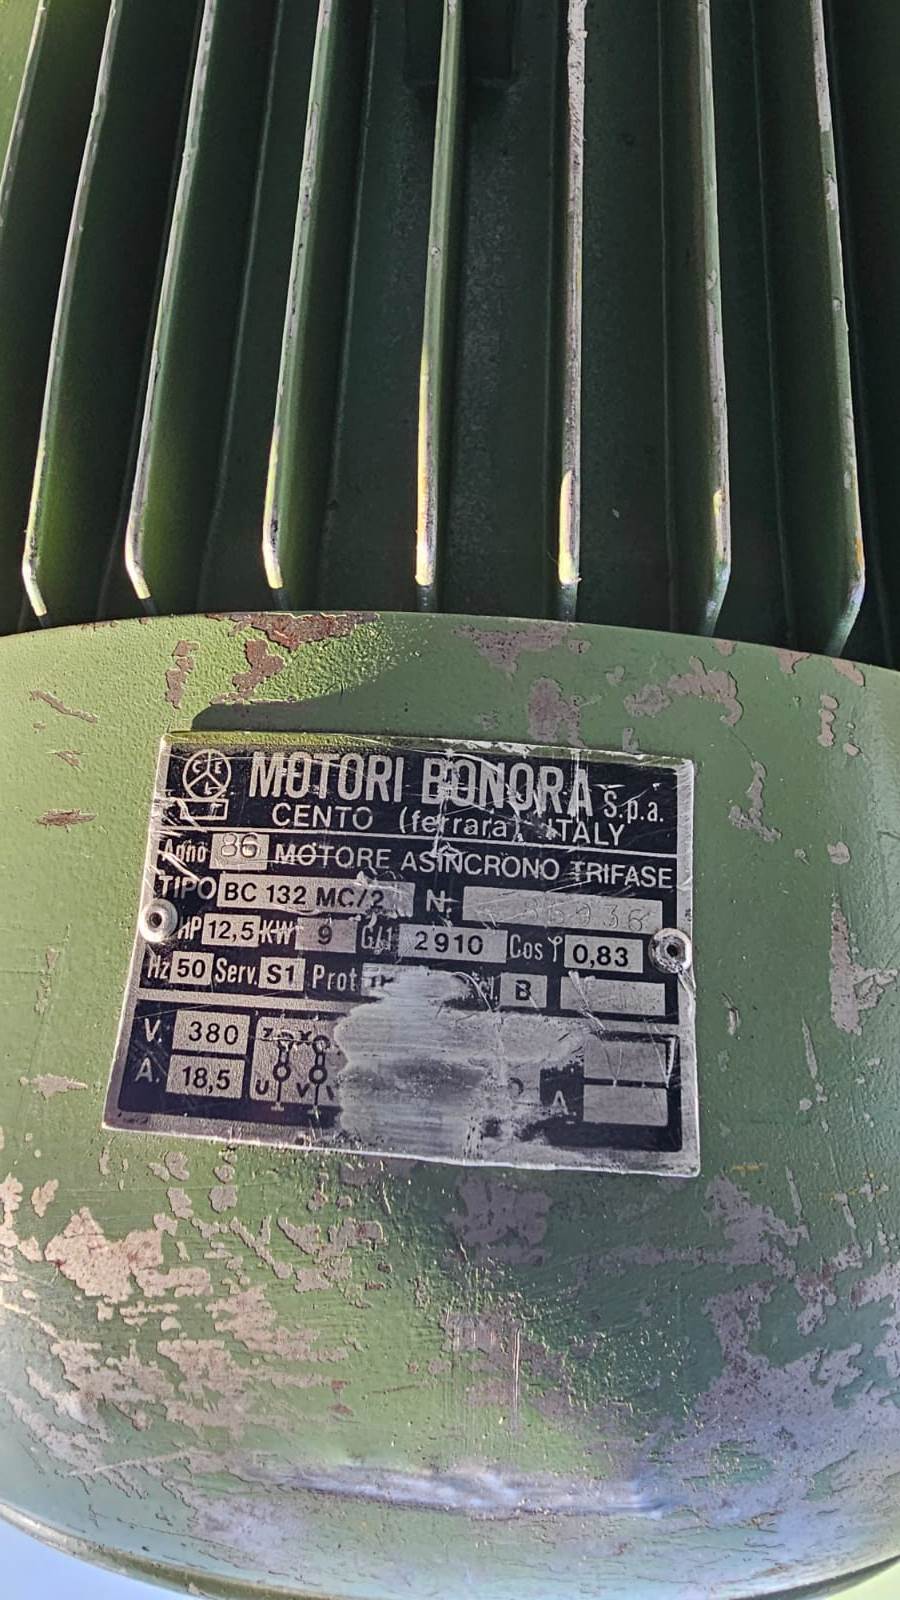 C E
MOTORI BONORA S.p.a.
CENTO (ferrara) ITALY
Anno 86 MOTORE ASINCRONO TRIFASE
TIPO BC 132 MC/2 N.
HP 12,5 KW 9 G/1 2910 Cos φ 0,83
Hz 50 Serv. S1 Prot B
V. 380 Z X Y
A. 18,5 U V A.